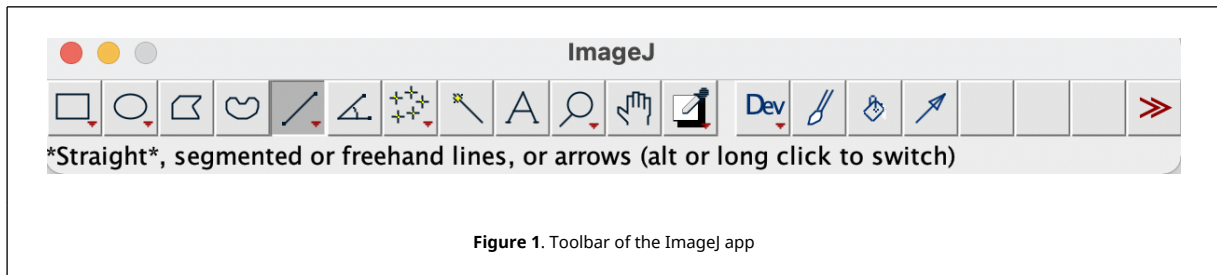 ImageJ
A Dev
*Straight*, segmented or freehand lines, or arrows (alt or long click to switch)
Figure 1. Toolbar of the ImageJ app